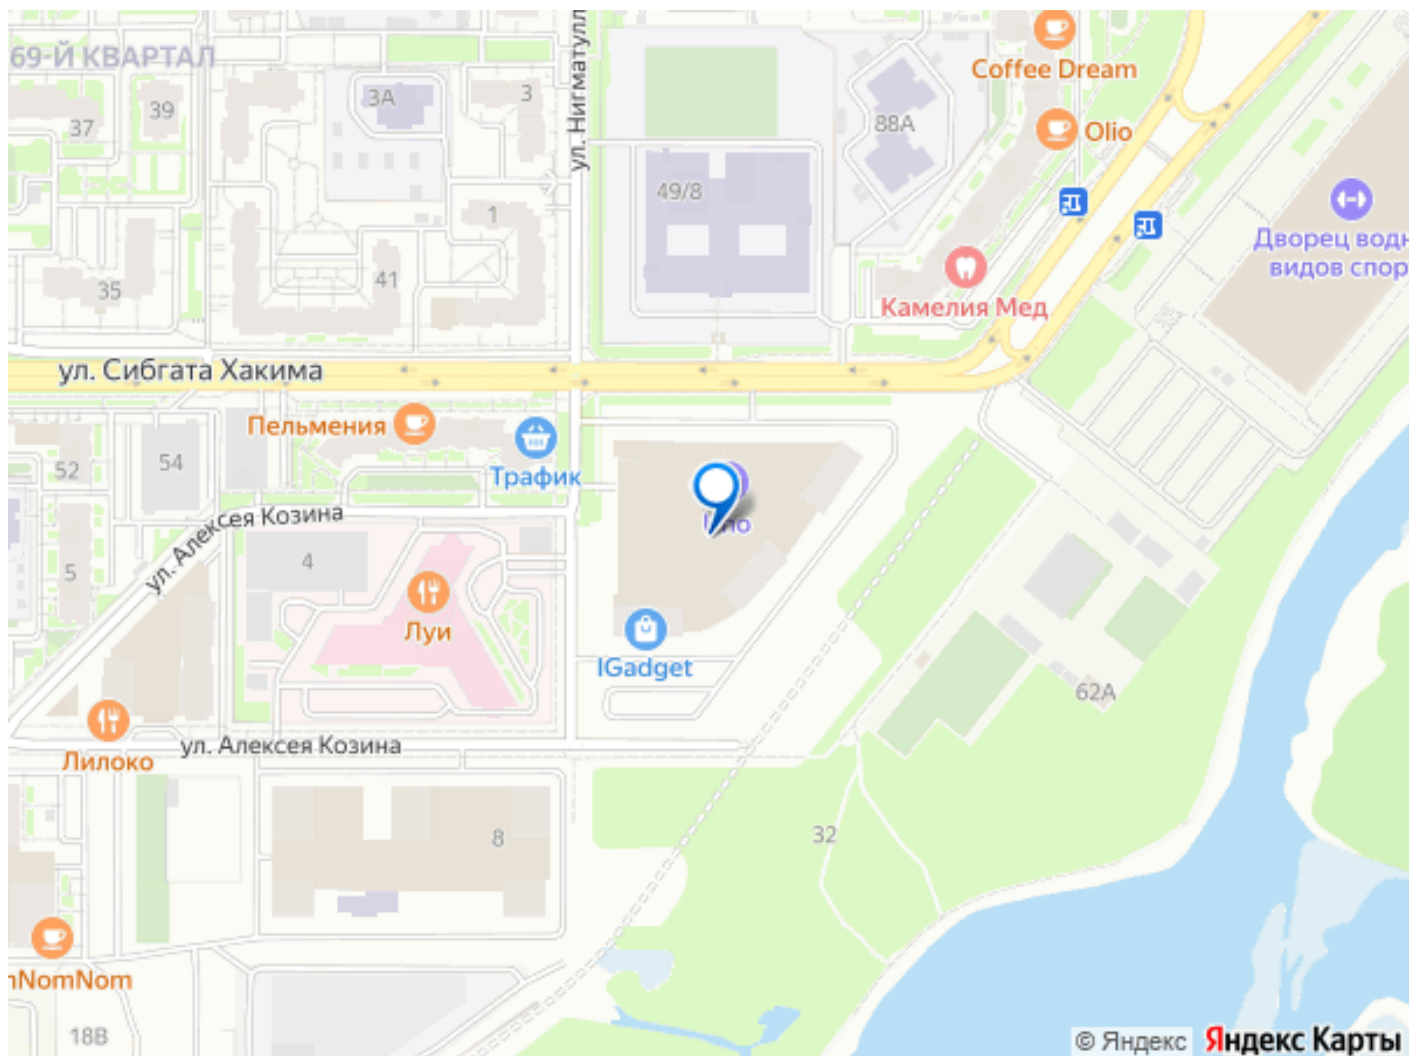 69-Й КВАРТАЛ
37
39
3А
3
ул. Нигматулл
49/8
88А
Coffee Dream
Olio
Дворец водн
видов спор
Камелия Мед
1
41
35
ул. Сибгата Хакима
Пельмения
Трафик
52
54
ул. Алексея Козина
5
4
Луи
IGadget
62А
Лилоко
ул. Алексея Козина
8
32
nNomNom
18В
© Яндекс Яндекс Карты